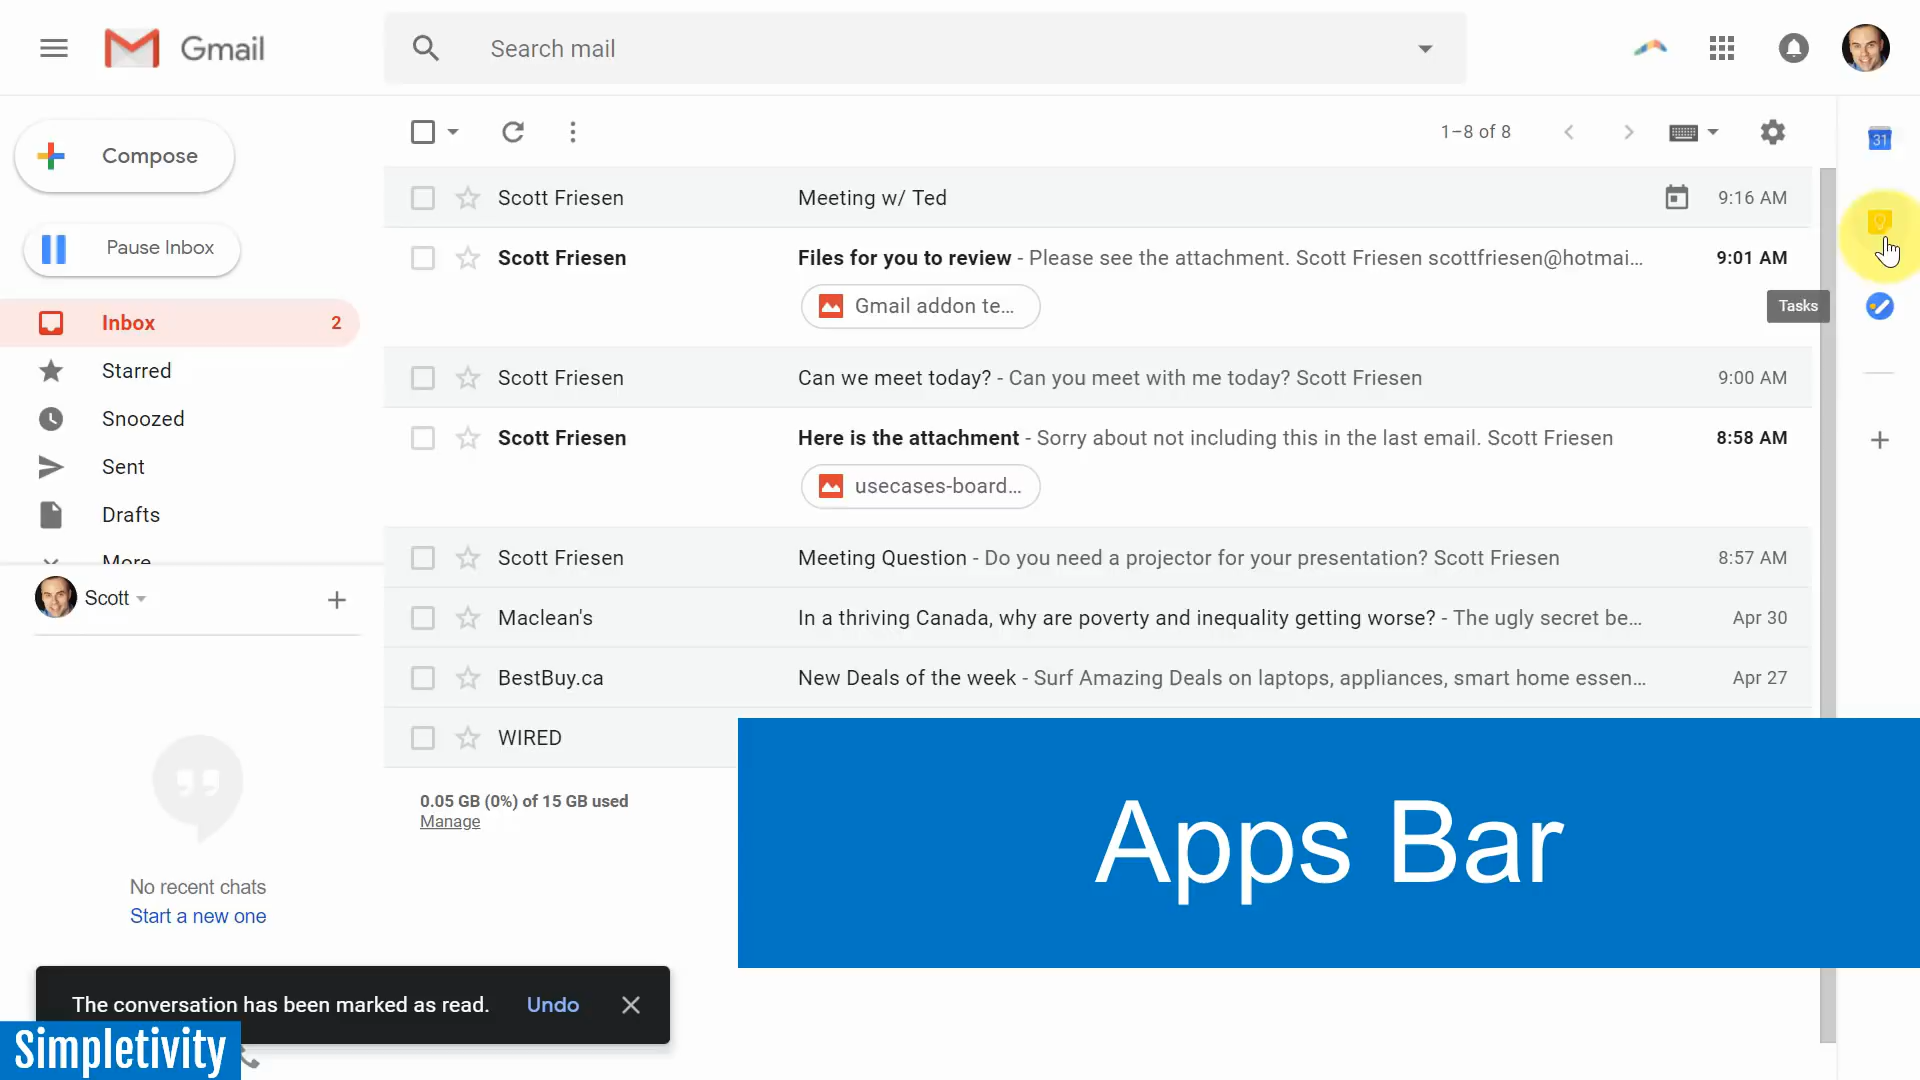 Gmail
Search mail
1–8 of 8
31
Compose
Pause Inbox
Inbox 2
Starred
Snoozed
Sent
Drafts
More
Scott
No recent chats
Start a new one
Scott Friesen Meeting w/ Ted 9:16 AM
Scott Friesen Files for you to review - Please see the attachment. Scott Friesen scottfriesen@hotmai... 9:01 AM
Gmail addon te...
Tasks
Scott Friesen Can we meet today? - Can you meet with me today? Scott Friesen 9:00 AM
Scott Friesen Here is the attachment - Sorry about not including this in the last email. Scott Friesen 8:58 AM
usecases-board...
Scott Friesen Meeting Question - Do you need a projector for your presentation? Scott Friesen 8:57 AM
Maclean's In a thriving Canada, why are poverty and inequality getting worse? - The ugly secret be... Apr 30
BestBuy.ca New Deals of the week - Surf Amazing Deals on laptops, appliances, smart home essen... Apr 27
WIRED
0.05 GB (0%) of 15 GB used
Manage
Apps Bar
The conversation has been marked as read. Undo
Simpletivity